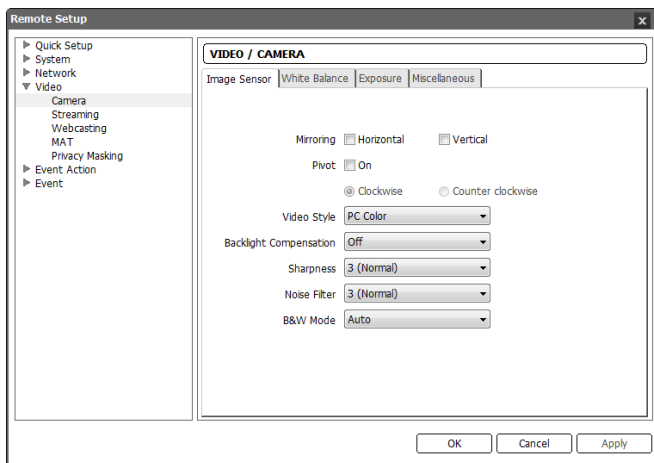 Remote Setup
x
Quick Setup
System
Network
Video
Camera
Streaming
Webcasting
MAT
Privacy Masking
Event Action
Event
VIDEO / CAMERA
Image Sensor White Balance Exposure Miscellaneous
Mirroring Horizontal Vertical
Pivot On
Clockwise Counter clockwise
Video Style PC Color
Backlight Compensation Off
Sharpness 3 (Normal)
Noise Filter 3 (Normal)
B&W Mode Auto
OK Cancel Apply